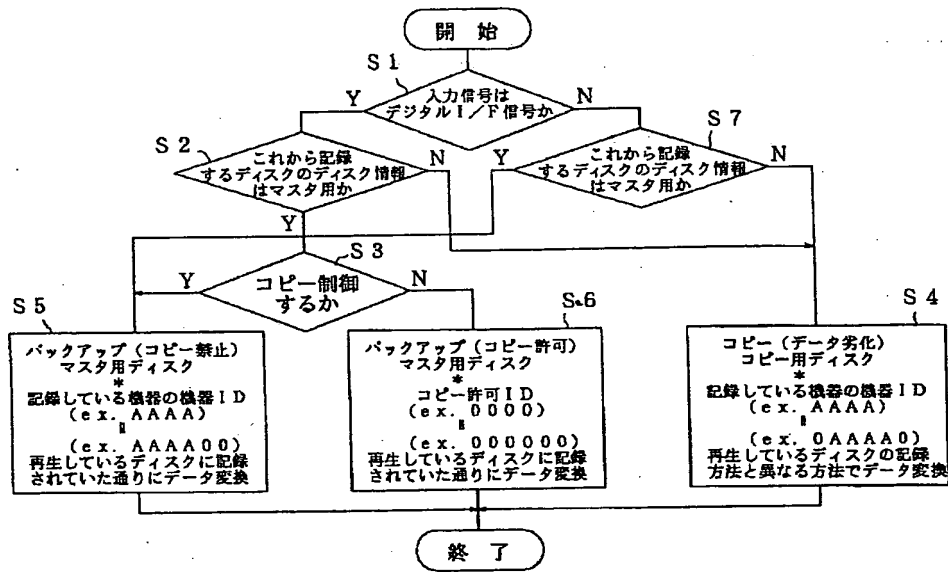 開 始
S1
Y
入力信号は
デジタルI/F信号か
N
S2
これから記録
するディスクのディスク情報
はマスタ用か
N
Y
S7
Y
これから記録
するディスクのディスク情報
はマスタ用か
N
S3
Y
コピー制御
するか
N
S5
バックアップ(コピー禁止)
マスタ用ディスク
*
記録している機器の機器ID
(ex. AAAA)
(ex. AAAA00)
再生しているディスクに記録
されていた通りにデータ変換
S6
バックアップ(コピー許可)
マスタ用ディスク
*
コピー許可ID
(ex. 0000)
(ex. 000000)
再生しているディスクに記録
されていた通りにデータ変換
S4
コピー(データ劣化)
コピー用ディスク
*
記録している機器の機器ID
(ex. AAAA)
(ex. 0AAAA0)
再生しているディスクの記録
方法と異なる方法でデータ変換
終 了